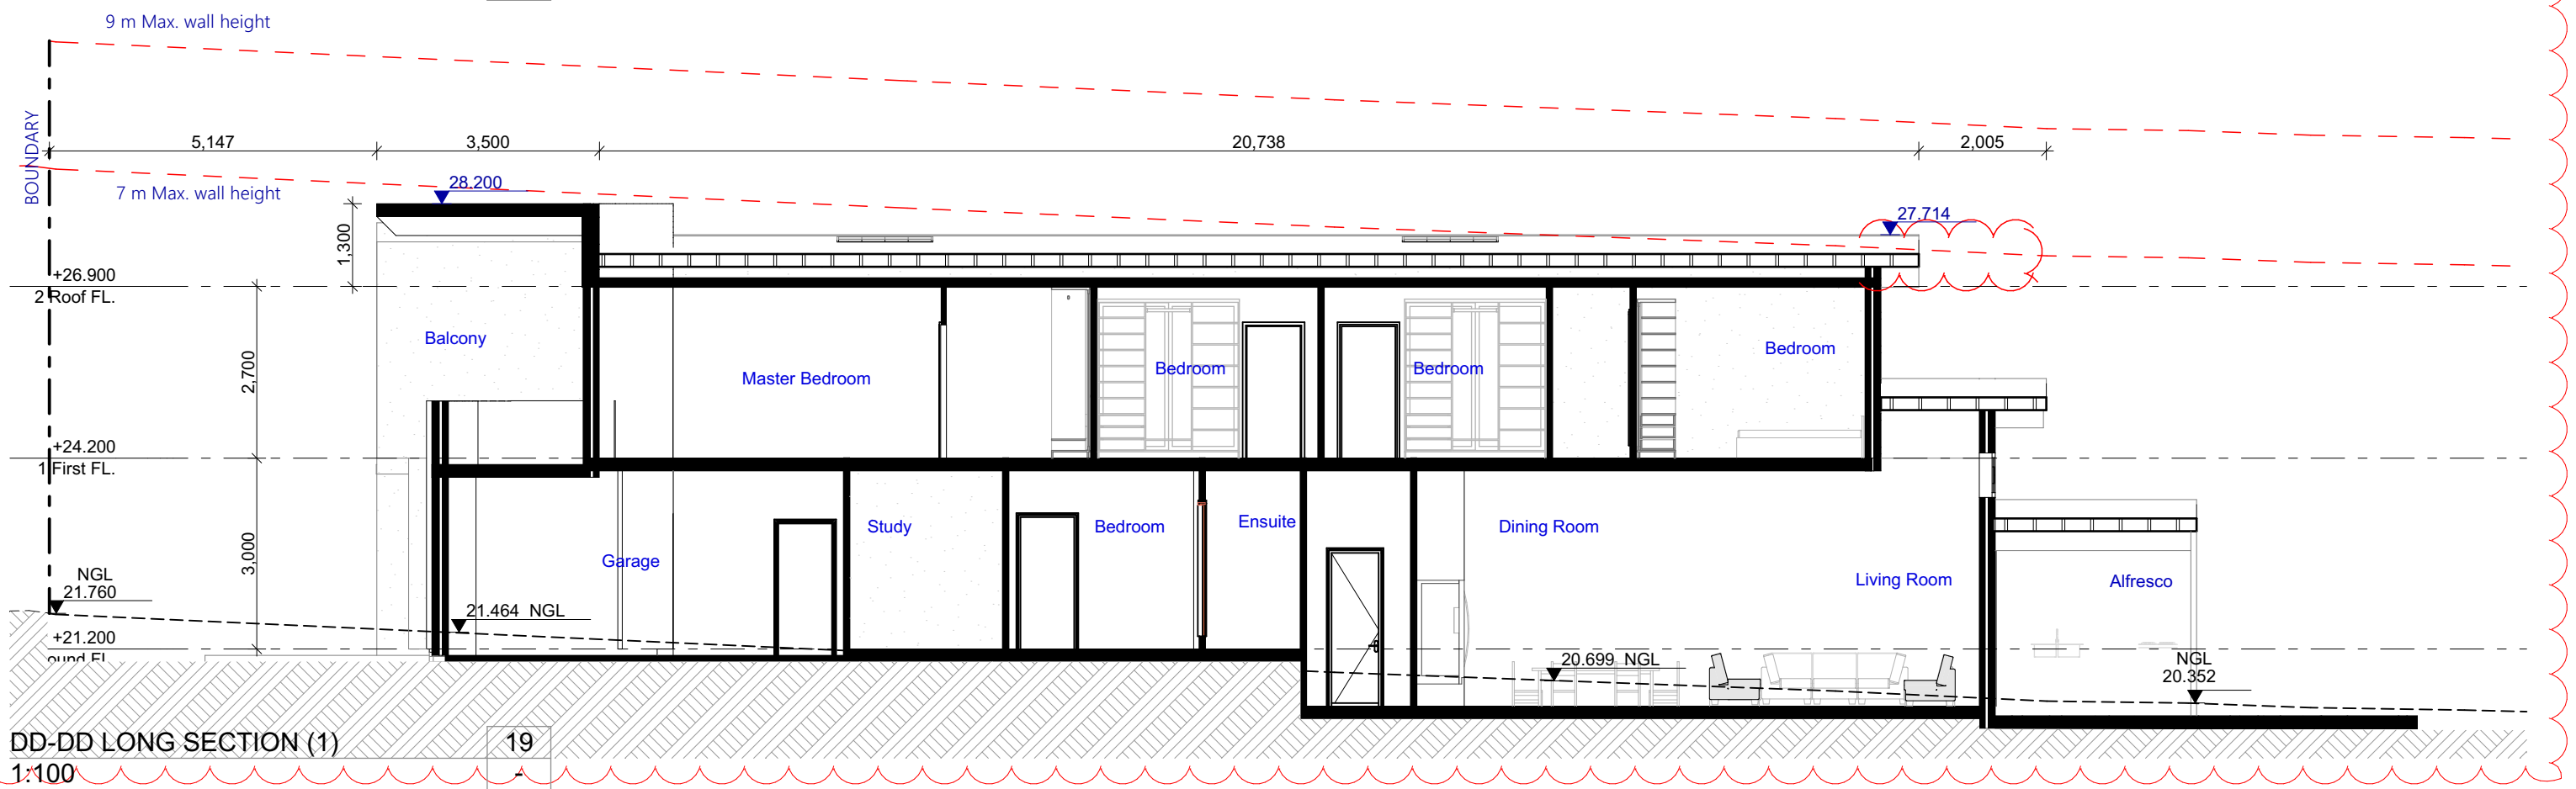 9 m Max. wall height
BOUNDARY
5,147
3,500
20,738
2,005
7 m Max. wall height
28.200
27.714
1,300
+26.900
2 Roof FL.
Balcony
Master Bedroom
Bedroom
Bedroom
Bedroom
2,700
+24.200
1 First FL.
Study
Bedroom
Ensuite
Dining Room
Garage
Living Room
Alfresco
3,000
NGL
21.760
21.464 NGL
+21.200
20.699 NGL
NGL
20.352
DD-DD LONG SECTION (1)
19
1:100
-